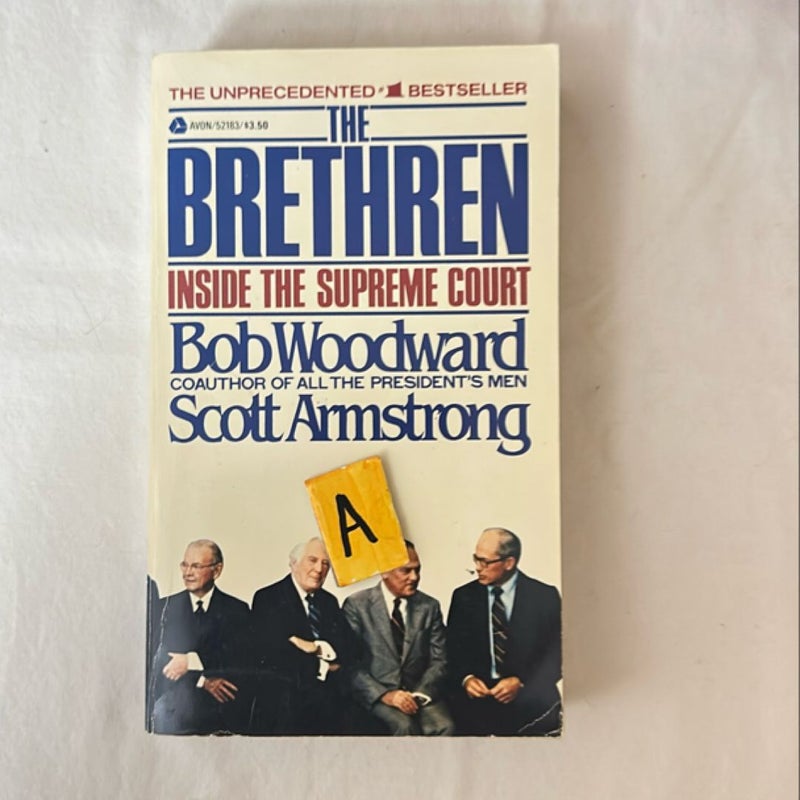 THE UNPRECEDENTED #1 BESTSELLER
AVON/52183/$3.50
THE
BRETHREN
INSIDE THE SUPREME COURT
Bob Woodward
COAUTHOR OF ALL THE PRESIDENT'S MEN
Scott Armstrong
A